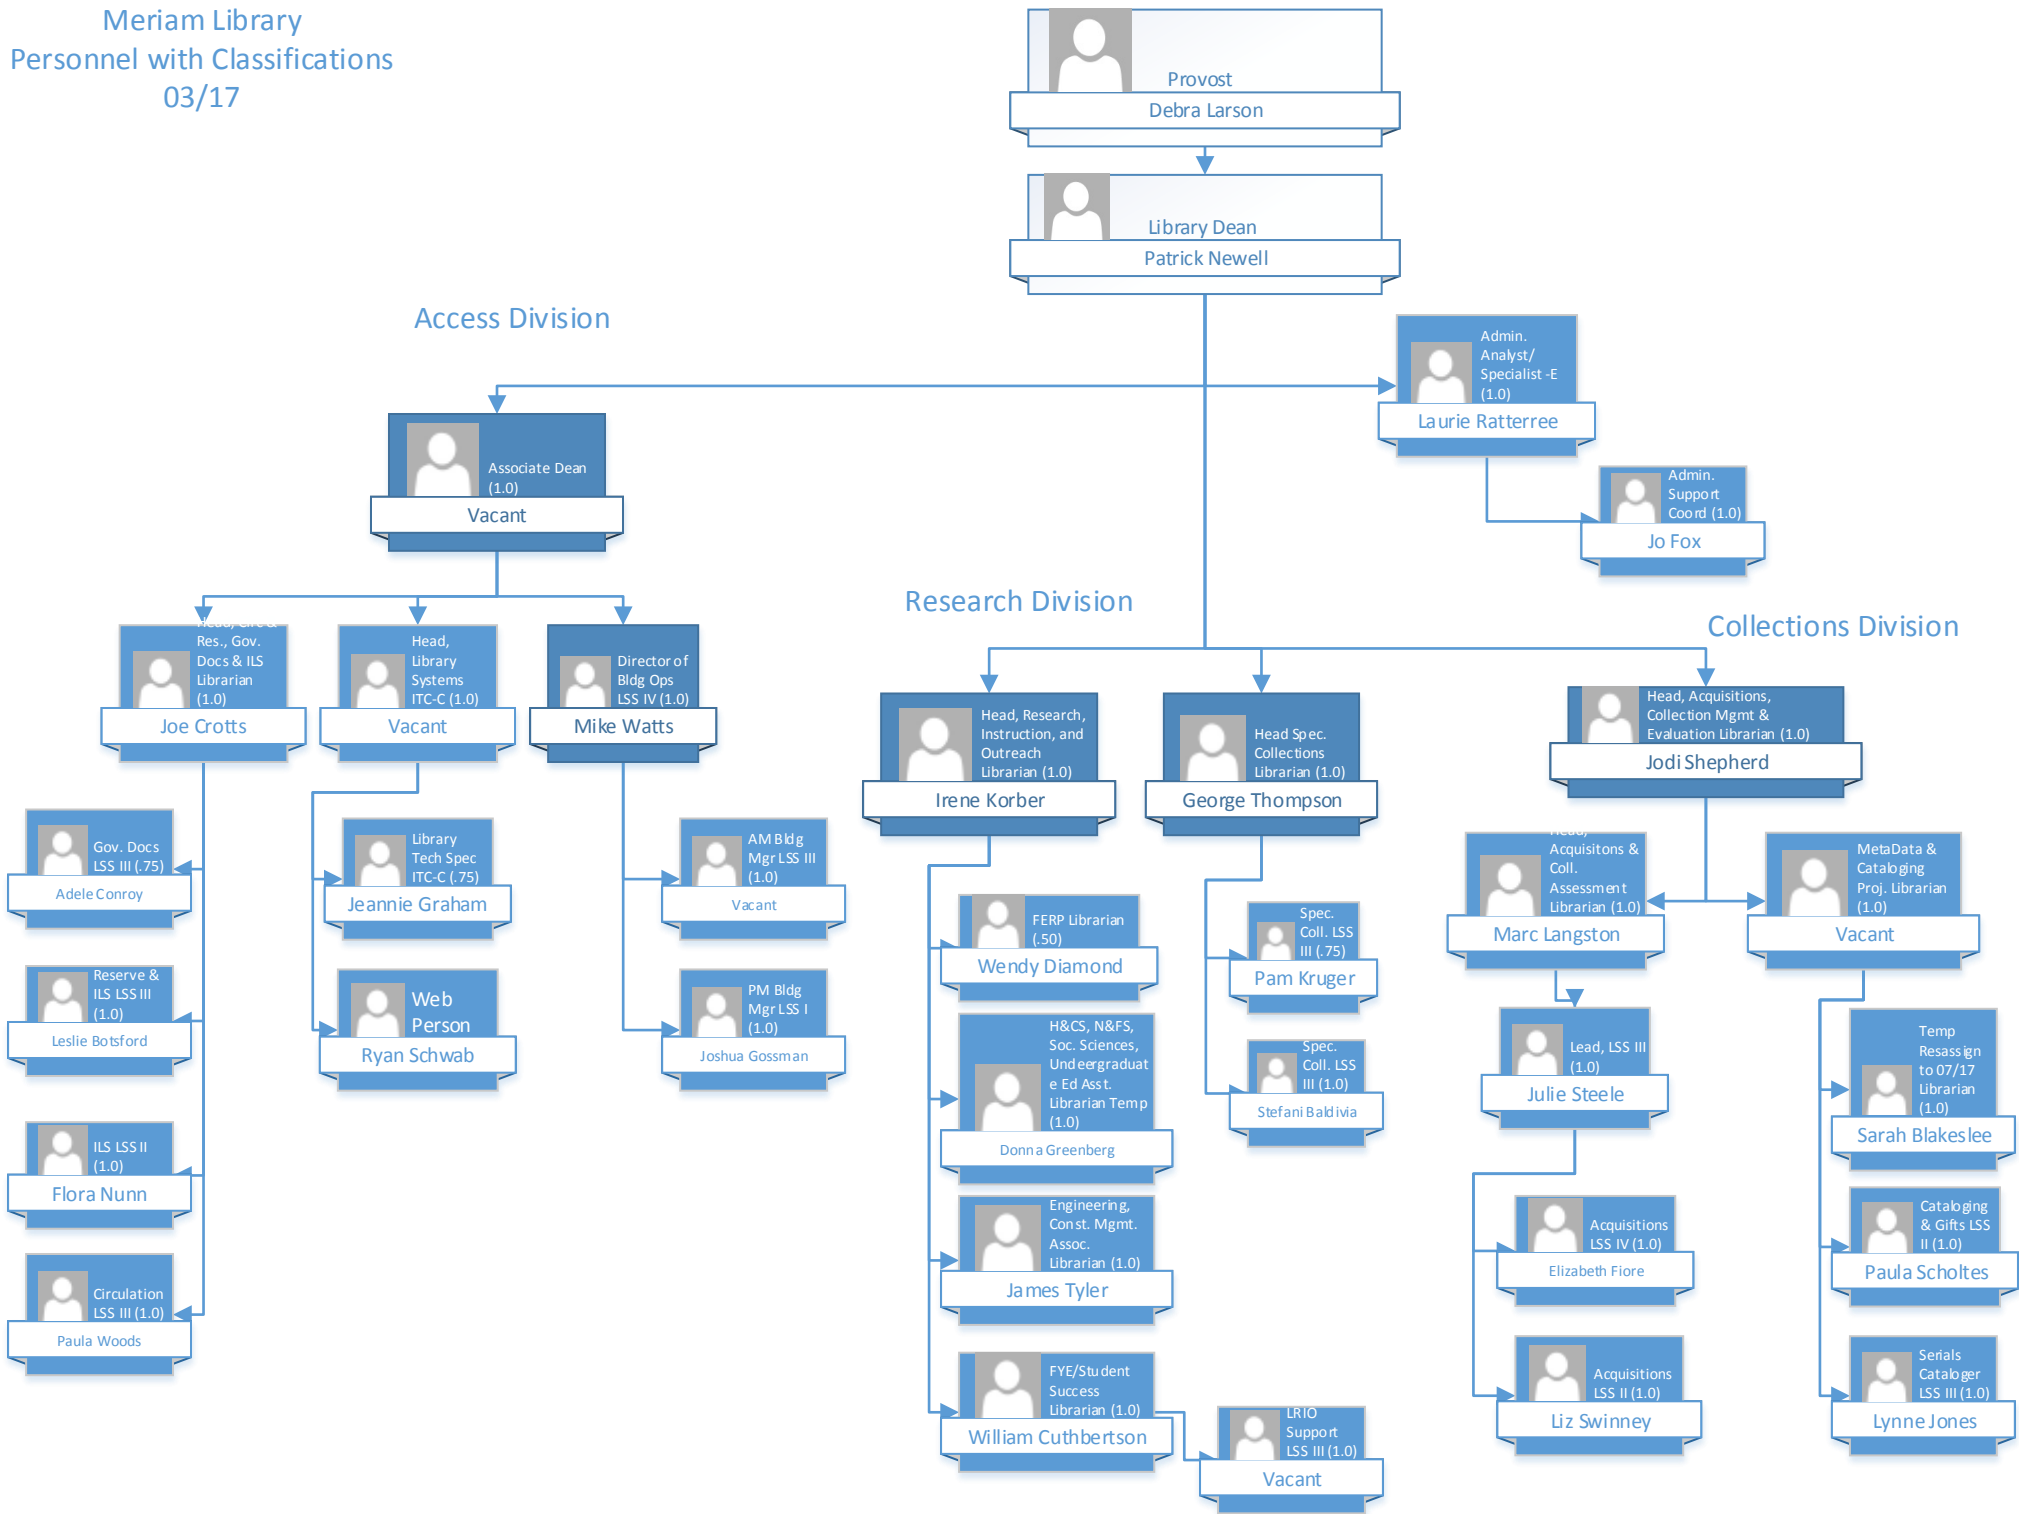 Meriam Library
Personnel with Classifications
03/17
Provost
Debra Larson
Library Dean
Patrick Newell
Access Division
Admin.
Analyst/
Specialist -E
(1.0)
Laurie Ratterree
Associate Dean
(1.0)
Vacant
Admin.
Support
Coord (1.0)
Jo Fox
Research Division
Collections Division
Head, Circ &
Res., Gov.
Docs & ILS
Librarian
(1.0)
Joe Crotts
Head,
Library
Systems
ITC-C (1.0)
Vacant
Director of
Bldg Ops
LSS IV (1.0)
Mike Watts
Head, Research,
Instruction, and
Outreach
Librarian (1.0)
Irene Korber
Head Spec.
Collections
Librarian (1.0)
George Thompson
Head, Acquisitions,
Collection Mgmt &
Evaluation Librarian (1.0)
Jodi Shepherd
Gov. Docs
LSS III (.75)
Adele Conroy
Library
Tech Spec
ITC-C (.75)
Jeannie Graham
AM Bldg
Mgr LSS III
(1.0)
Vacant
Head,
Acquisitons &
Coll.
Assessment
Librarian (1.0)
Marc Langston
MetaData &
Cataloging
Proj. Librarian
(1.0)
Vacant
FERP Librarian
(.50)
Wendy Diamond
Spec.
Coll. LSS
III (.75)
Pam Kruger
Reserve &
ILS LSS III
(1.0)
Leslie Botsford
Web
Person
Ryan Schwab
PM Bldg
Mgr LSS I
(1.0)
Joshua Gossman
H&CS, N&FS,
Soc. Sciences,
Undeergraduat
e Ed Asst.
Librarian Temp
(1.0)
Donna Greenberg
Spec.
Coll. LSS
III (1.0)
Stefani Baldivia
Lead, LSS III
(1.0)
Julie Steele
Temp
Resassign
to 07/17
Librarian
(1.0)
Sarah Blakeslee
ILS LSS II
(1.0)
Flora Nunn
Engineering,
Const. Mgmt.
Assoc.
Librarian (1.0)
James Tyler
Acquisitions
LSS IV (1.0)
Elizabeth Fiore
Cataloging
& Gifts LSS
II (1.0)
Paula Scholtes
Circulation
LSS III (1.0)
Paula Woods
FYE/Student
Success
Librarian (1.0)
William Cuthbertson
LRIO
Support
LSS III (1.0)
Vacant
Acquisitions
LSS II (1.0)
Liz Swinney
Serials
Cataloger
LSS III (1.0)
Lynne Jones